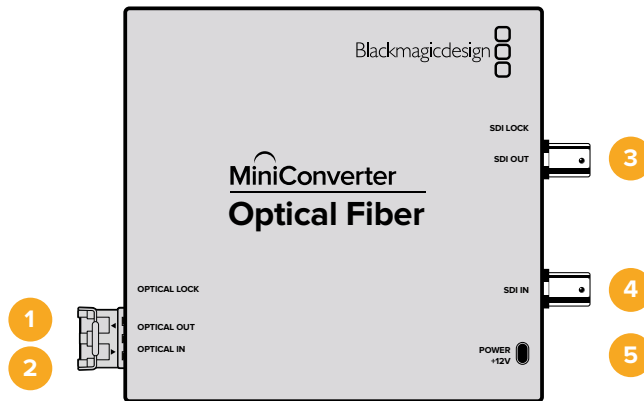 Blackmagicdesign
SDI LOCK
SDI OUT
3
MiniConverter
Optical Fiber
OPTICAL LOCK
SDI IN
4
1
OPTICAL OUT
OPTICAL IN
2
POWER
+12V
5